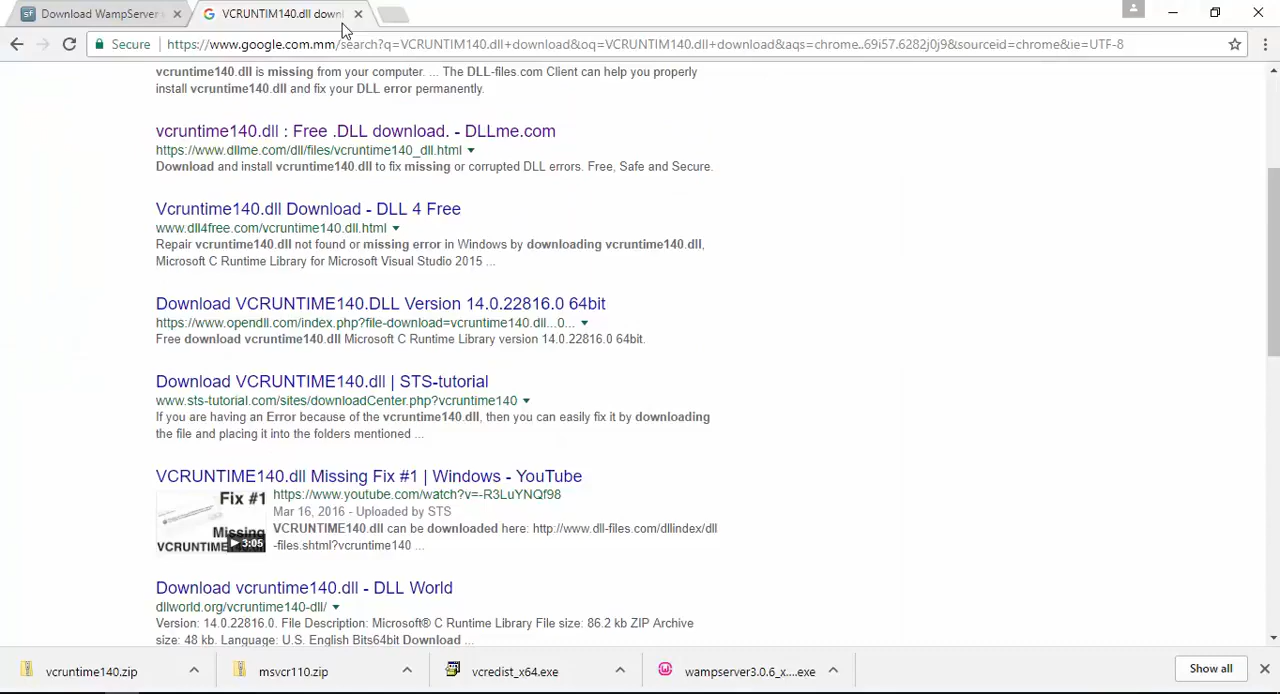 Download WampServer
VCRUNTIM140.dll down
Secure
https://www.google.com.mm/search?q=VCRUNTIM140.dll+download&oq=VCRUNTIM140.dll+download&aqs=chrome..69i57.6282j0j9&sourceid=chrome&ie=UTF-8
vcruntime140.dll is missing from your computer. ... The DLL-files.com Client can help you properly
install vcruntime140.dll and fix your DLL error permanently.
vcruntime140.dll : Free .DLL download. - DLLme.com
https://www.dllme.com/dll/files/vcruntime140_dll.html
Download and install vcruntime140.dll to fix missing or corrupted DLL errors. Free, Safe and Secure.
Vcruntime140.dll Download - DLL 4 Free
www.dll4free.com/vcruntime140.dll.html
Repair vcruntime140.dll not found or missing error in Windows by downloading vcruntime140.dll,
Microsoft C Runtime Library for Microsoft Visual Studio 2015 ...
Download VCRUNTIME140.DLL Version 14.0.22816.0 64bit
https://www.opendll.com/index.php?file-download=vcruntime140.dll...0...
Free download vcruntime140.dll Microsoft C Runtime Library version 14.0.22816.0 64bit.
Download VCRUNTIME140.dll | STS-tutorial
www.sts-tutorial.com/sites/downloadCenter.php?vcruntime140
If you are having an Error because of the vcruntime140.dll, then you can easily fix it by downloading
the file and placing it into the folders mentioned ...
VCRUNTIME140.dll Missing Fix #1 | Windows - YouTube
Fix #1
Missing
VCRUNTIME140.dll
3:05
https://www.youtube.com/watch?v=-R3LuYNQf98
Mar 16, 2016 - Uploaded by STS
VCRUNTIME140.dll can be downloaded here: http://www.dll-files.com/dllindex/dll
-files.shtml?vcruntime140 ...
Download vcruntime140.dll - DLL World
dllworld.org/vcruntime140-dll/
Version: 14.0.22816.0. File Description: Microsoft® C Runtime Library File size: 86.2 kb ZIP Archive
size: 48 kb. Language: U.S. English Bits64bit Download ...
vcruntime140.zip
msvcr110.zip
vcredist_x64.exe
wampserver3.0.6_x....exe
Show all